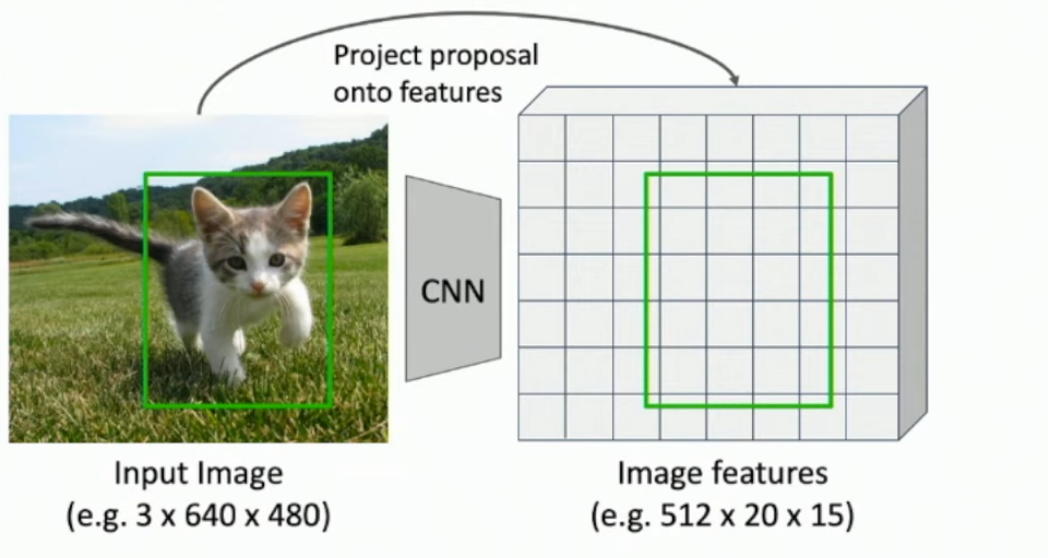 Project proposal
onto features
CNN
Input Image
(e.g. 3 x 640 x 480)
Image features
(e.g. 512 x 20 x 15)